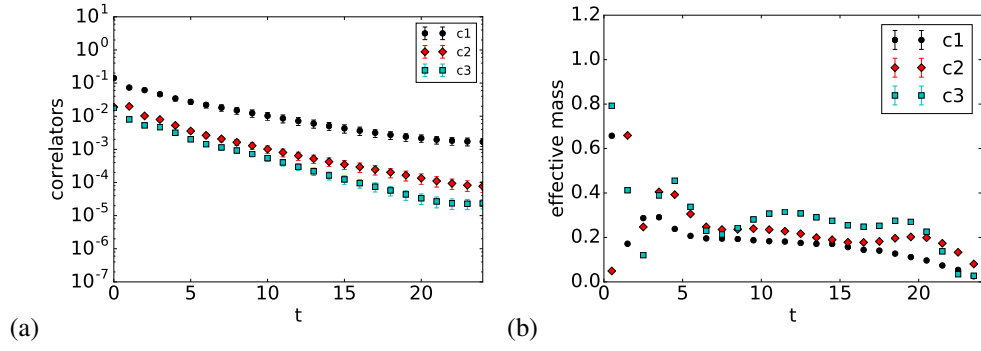 10^1
10^0
10^-1
10^-2
10^-3
10^-4
10^-5
10^-6
10^-7
correlators
0 5 10 15 20
t
c1
c2
c3
(a)
1.2
1.0
0.8
0.6
0.4
0.2
0.0
effective mass
0 5 10 15 20
t
c1
c2
c3
(b)